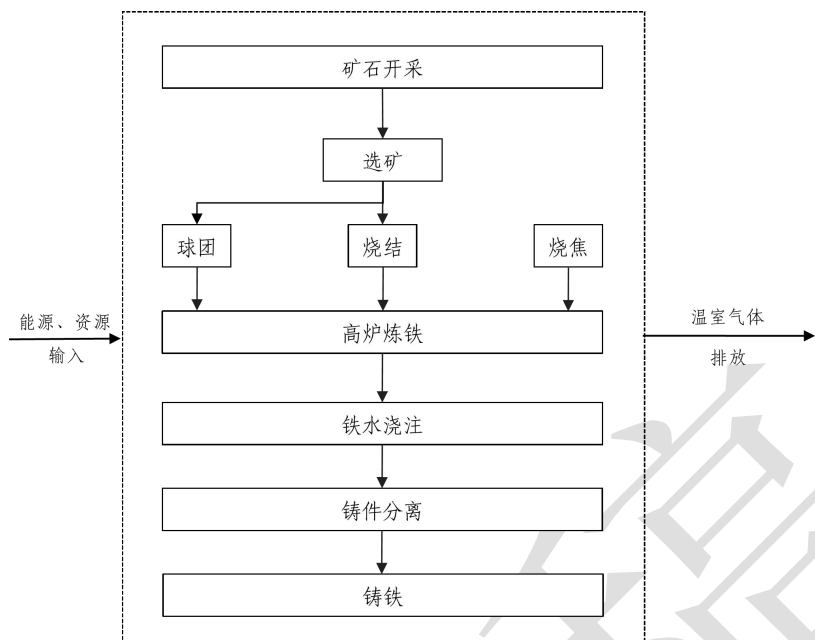 矿石开采
选矿
球团
烧结
烧焦
能源、资源
输入
高炉炼铁
温室气体
排放
铁水浇注
铸件分离
铸铁